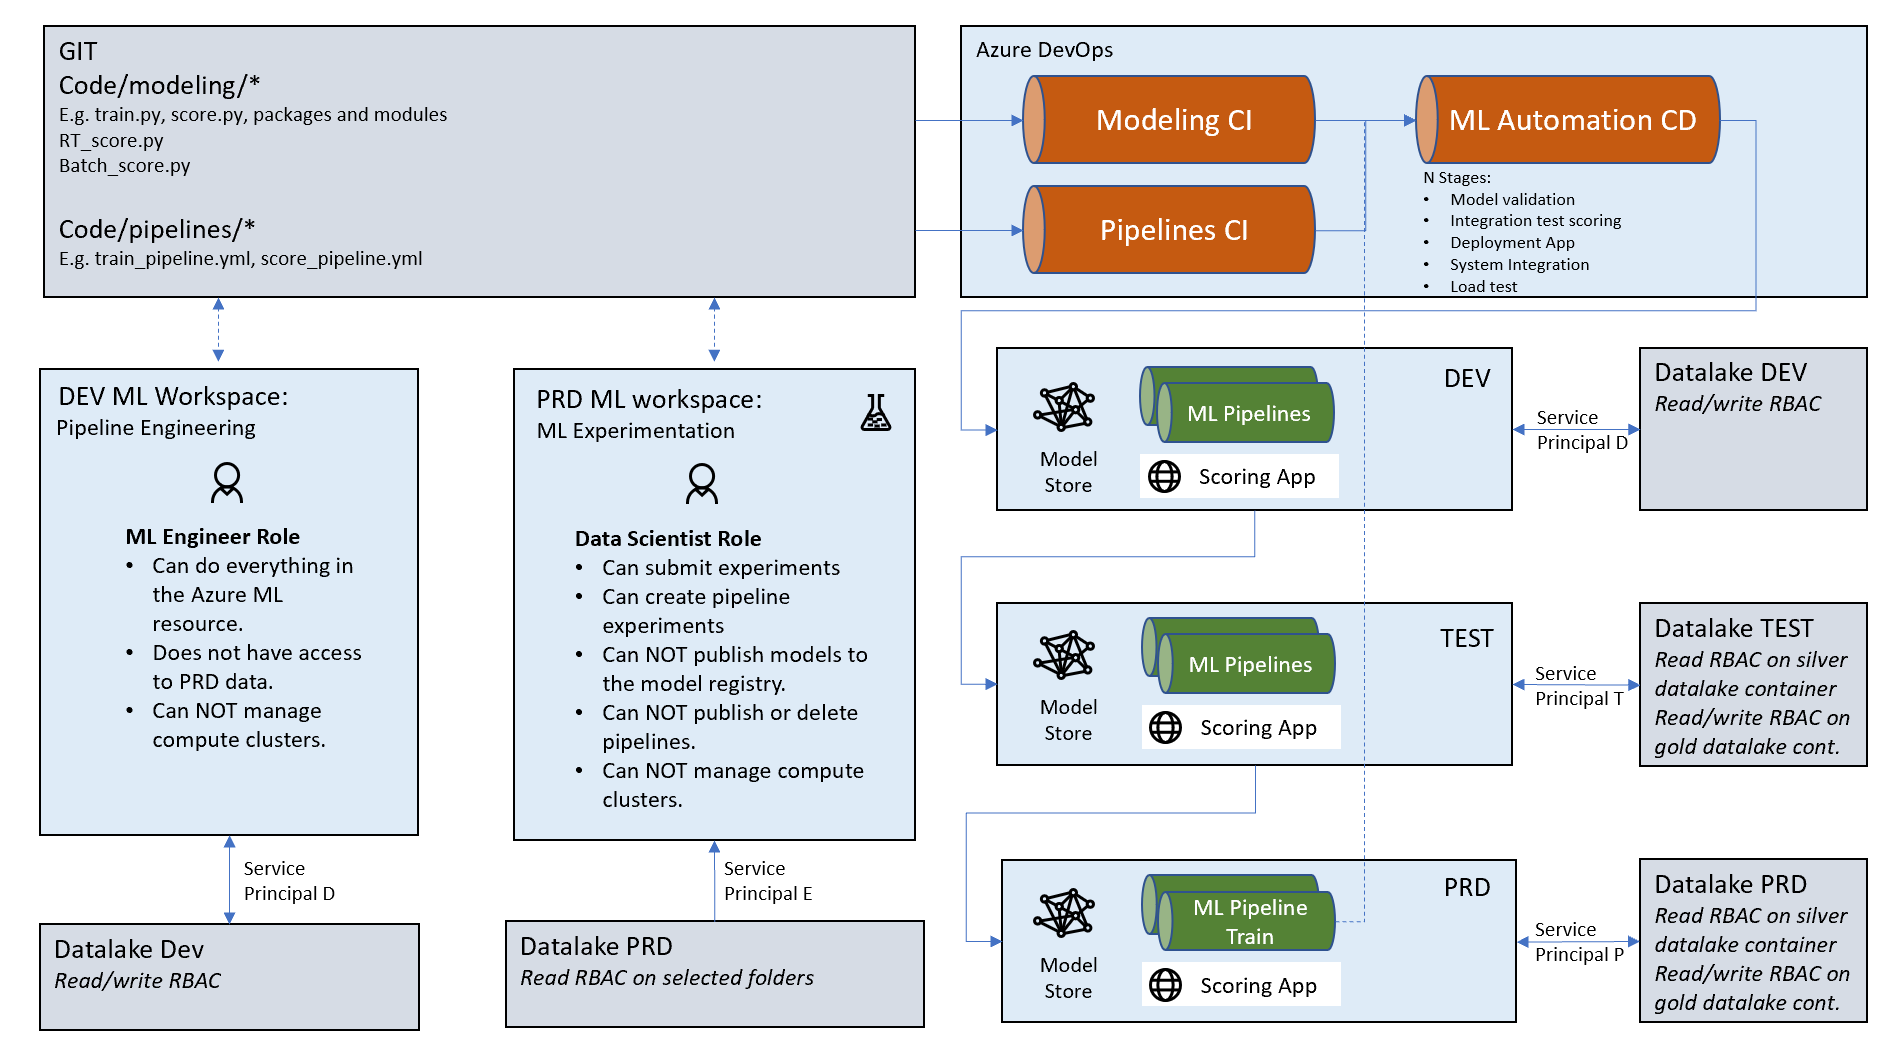 GIT
Code/modeling/*
E.g. train.py, score.py, packages and modules
RT_score.py
Batch_score.py
Code/pipelines/*
E.g. train_pipeline.yml, score_pipeline.yml
Azure DevOps
Modeling CI
ML Automation CD
Pipelines CI
N Stages:
• Model validation
• Integration test scoring
• Deployment App
• System Integration
• Load test
DEV ML Workspace:
Pipeline Engineering
ML Engineer Role
• Can do everything in
the Azure ML
resource.
• Does not have access
to PRD data.
• Can NOT manage
compute clusters.
Service
Principal D
Datalake Dev
Read/write RBAC
PRD ML workspace:
ML Experimentation
Data Scientist Role
• Can submit experiments
• Can create pipeline
experiments
• Can NOT publish models to
the model registry.
• Can NOT publish or delete
pipelines.
• Can NOT manage compute
clusters.
Service
Principal E
Datalake PRD
Read RBAC on selected folders
DEV
ML Pipelines
Model
Store
Scoring App
Service
Principal D
Datalake DEV
Read/write RBAC
TEST
ML Pipelines
Model
Store
Scoring App
Service
Principal T
Datalake TEST
Read RBAC on silver
datalake container
Read/write RBAC on
gold datalake cont.
PRD
ML Pipeline
Train
Model
Store
Scoring App
Service
Principal P
Datalake PRD
Read RBAC on silver
datalake container
Read/write RBAC on
gold datalake cont.